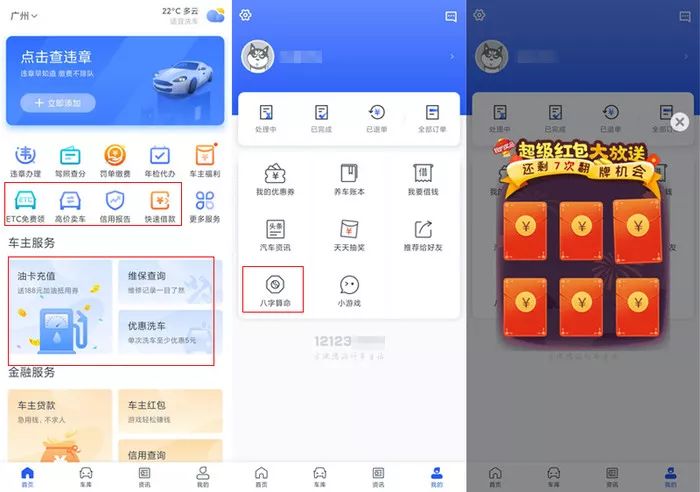 广州
22°C 多云
适宜洗车
点击查违章
违章早知道 缴费不排队
+ 立即添加
违
违章办理
驾照查分
罚单缴费
年检代办
车主福利
ETC免费领
高价卖车
信用报告
快速借款
更多服务
车主服务
油卡充值
送188元加油抵用券
维保查询
维修记录一目了然
优惠洗车
单次洗车至少优惠5元
金融服务
车主贷款
急用钱,不求人
车主红包
游戏轻松赚钱
信用查询
首页
车库
资讯
我的
处理中
已完成
已退单
全部订单
我的优惠券
养车账本
借
我要借钱
头条
汽车资讯
天天抽奖
推荐给好友
八字算命
小游戏
12123
首页
车库
资讯
我的
处理中
已完成
已退单
全部订单
超级红包大放送
还剩7次翻牌机会
首页
车库
资讯
我的